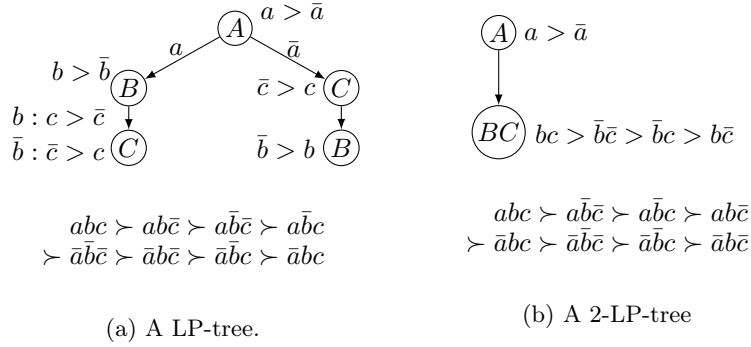 A a > ā
a ā
b > b̄ B C c̄ > c
b : c > c̄
b̄ : c̄ > c C B b̄ > b
abc ≻ abc̄ ≻ ab̄c̄ ≻ ab̄c
≻ āb̄c̄ ≻ ābc̄ ≻ āb̄c ≻ ābc
(a) A LP-tree.
A a > ā
BC bc > b̄c̄ > b̄c > bc̄
abc ≻ ab̄c̄ ≻ ab̄c ≻ abc̄
≻ ābc ≻ āb̄c̄ ≻ āb̄c ≻ ābc̄
(b) A 2-LP-tree